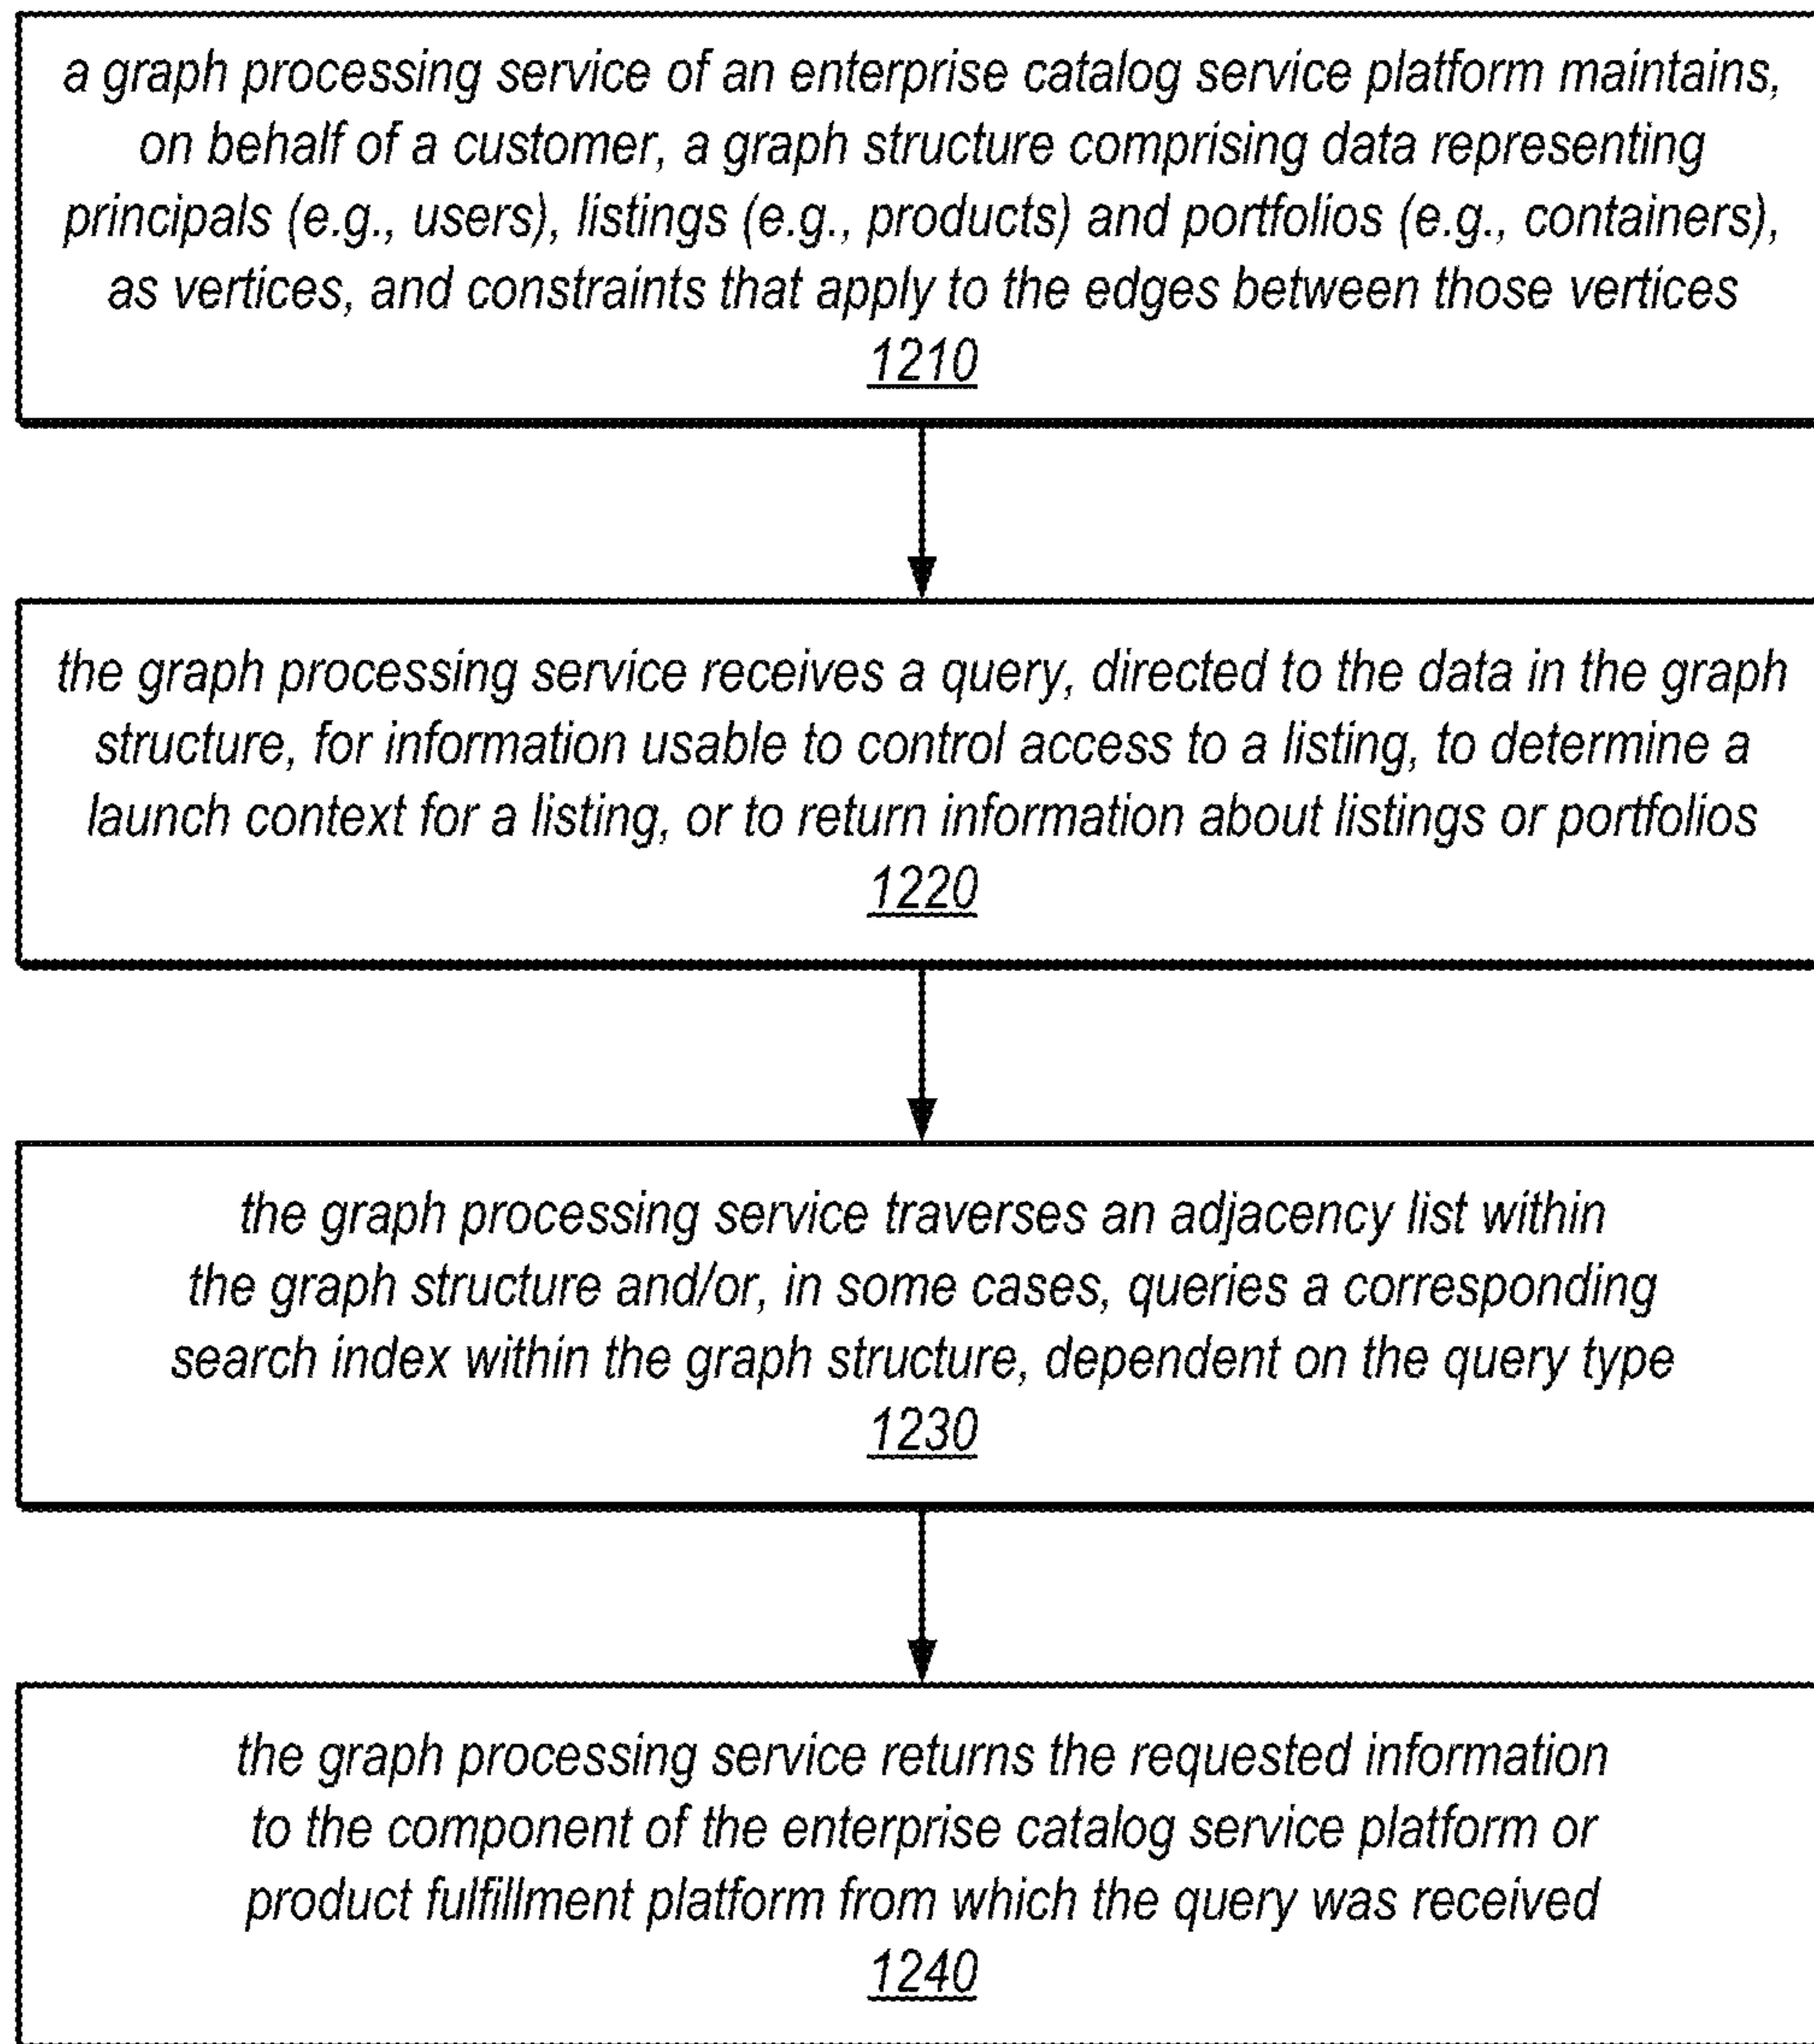 a graph processing service of an enterprise catalog service platform maintains,
on behalf of a customer, a graph structure comprising data representing
principals (e.g., users), listings (e.g., products) and portfolios (e.g., containers),
as vertices, and constraints that apply to the edges between those vertices
1210
the graph processing service receives a query, directed to the data in the graph
structure, for information usable to control access to a listing, to determine a
launch context for a listing, or to return information about listings or portfolios
1220
the graph processing service traverses an adjacency list within
the graph structure and/or, in some cases, queries a corresponding
search index within the graph structure, dependent on the query type
1230
the graph processing service returns the requested information
to the component of the enterprise catalog service platform or
product fulfillment platform from which the query was received
1240